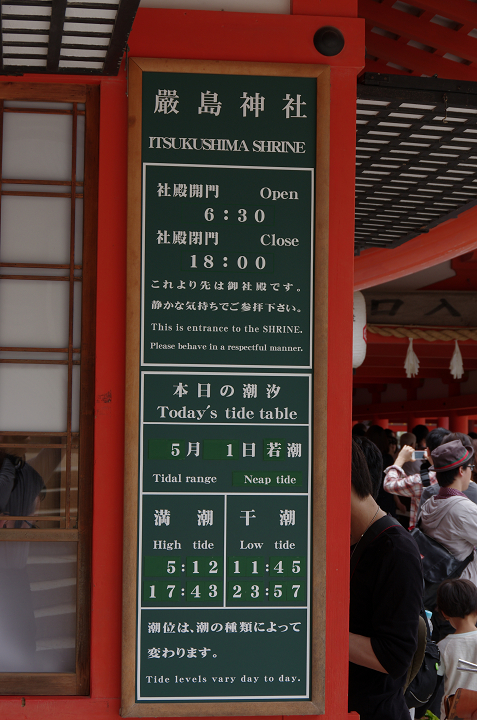 嚴島神社
ITSUKUSHIMA SHRINE
社殿開門 Open
6:30
社殿閉門 Close
18:00
これより先は御社殿です。
静かな気持ちでご参拝下さい。
This is entrance to the SHRINE.
Please behave in a respectful manner.
本日の潮汐
Today's tide table
5月 1日 若潮
Tidal range Neap tide
満潮 干潮
High tide Low tide
5:12 11:45
17:43 23:57
潮位は、潮の種類によって
変わります。
Tide levels vary day to day.
入口